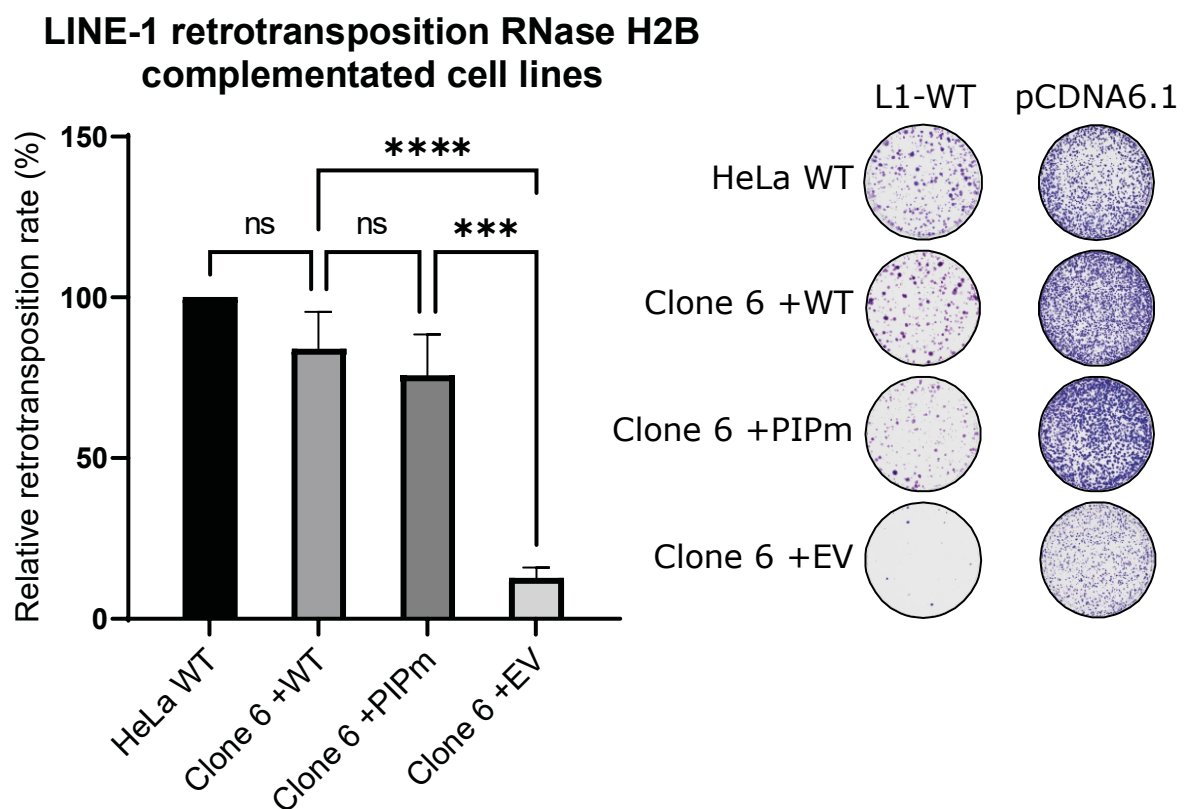 LINE-1 retrotransposition RNase H2B
complementated cell lines
Relative retrotransposition rate (%)
150
100
50
0
****
ns
ns
***
HeLa WT
Clone 6 +WT
Clone 6 +PIPm
Clone 6 +EV
L1-WT
pCDNA6.1
HeLa WT
Clone 6 +WT
Clone 6 +PIPm
Clone 6 +EV